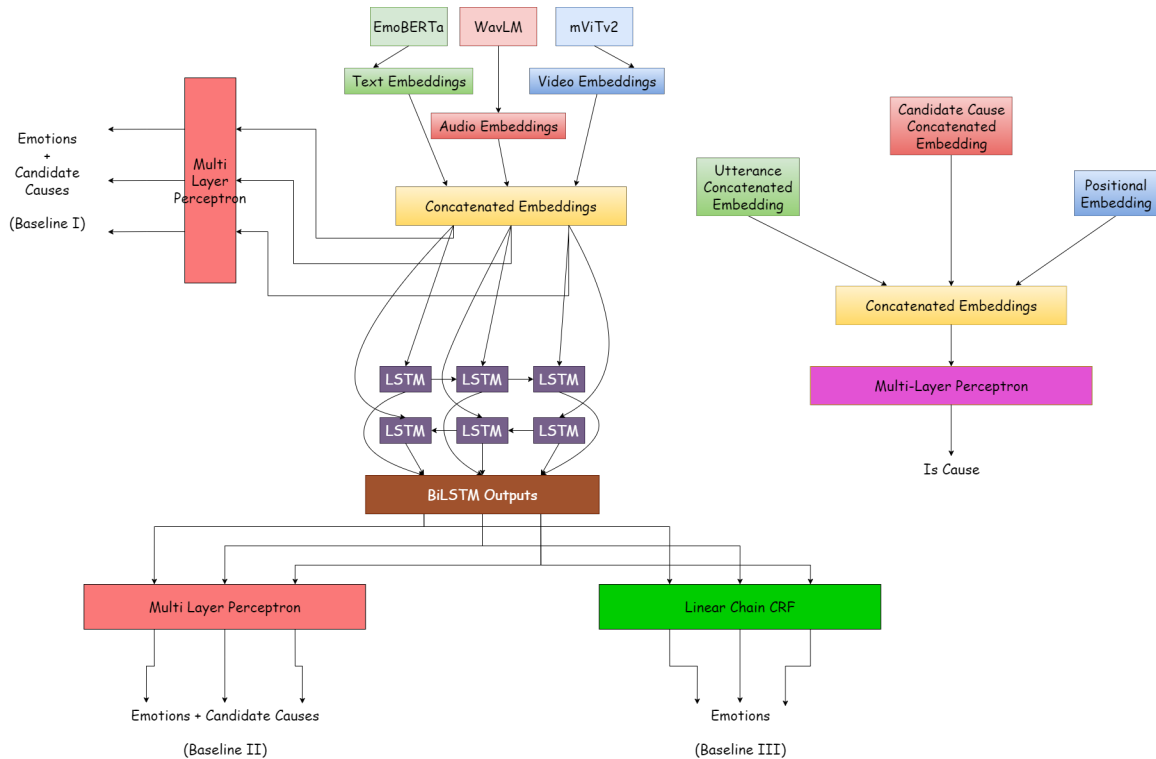 EmoBERTa
WavLM
mViTv2
Text Embeddings
Video Embeddings
Audio Embeddings
Emotions
+
Candidate
Causes
(Baseline I)
Multi
Layer
Perceptron
Concatenated Embeddings
LSTM
LSTM
LSTM
LSTM
LSTM
LSTM
BiLSTM Outputs
Multi Layer Perceptron
Linear Chain CRF
Emotions + Candidate Causes
(Baseline II)
Emotions
(Baseline III)
Candidate Cause
Concatenated
Embedding
Utterance
Concatenated
Embedding
Positional
Embedding
Concatenated Embeddings
Multi-Layer Perceptron
Is Cause